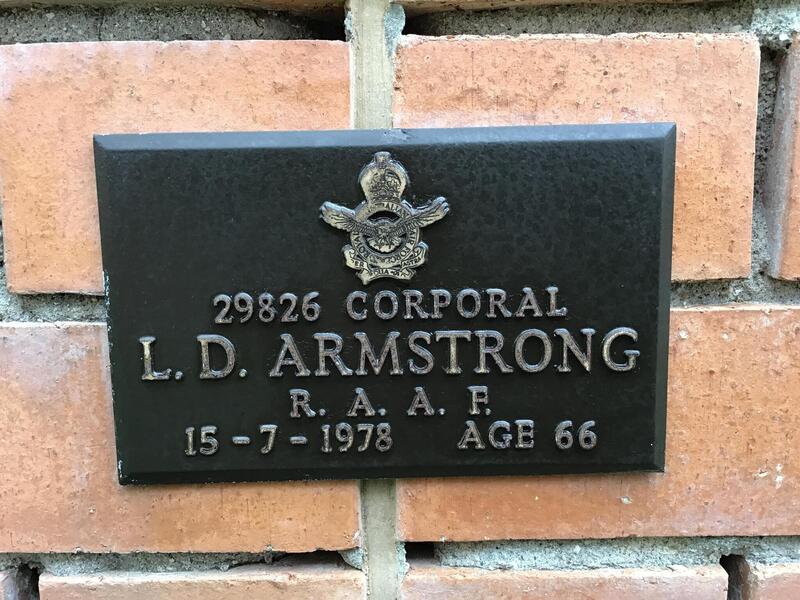 29826 CORPORAL
L. D. ARMSTRONG
R. A. A. F.
15-7-1978 AGE 66